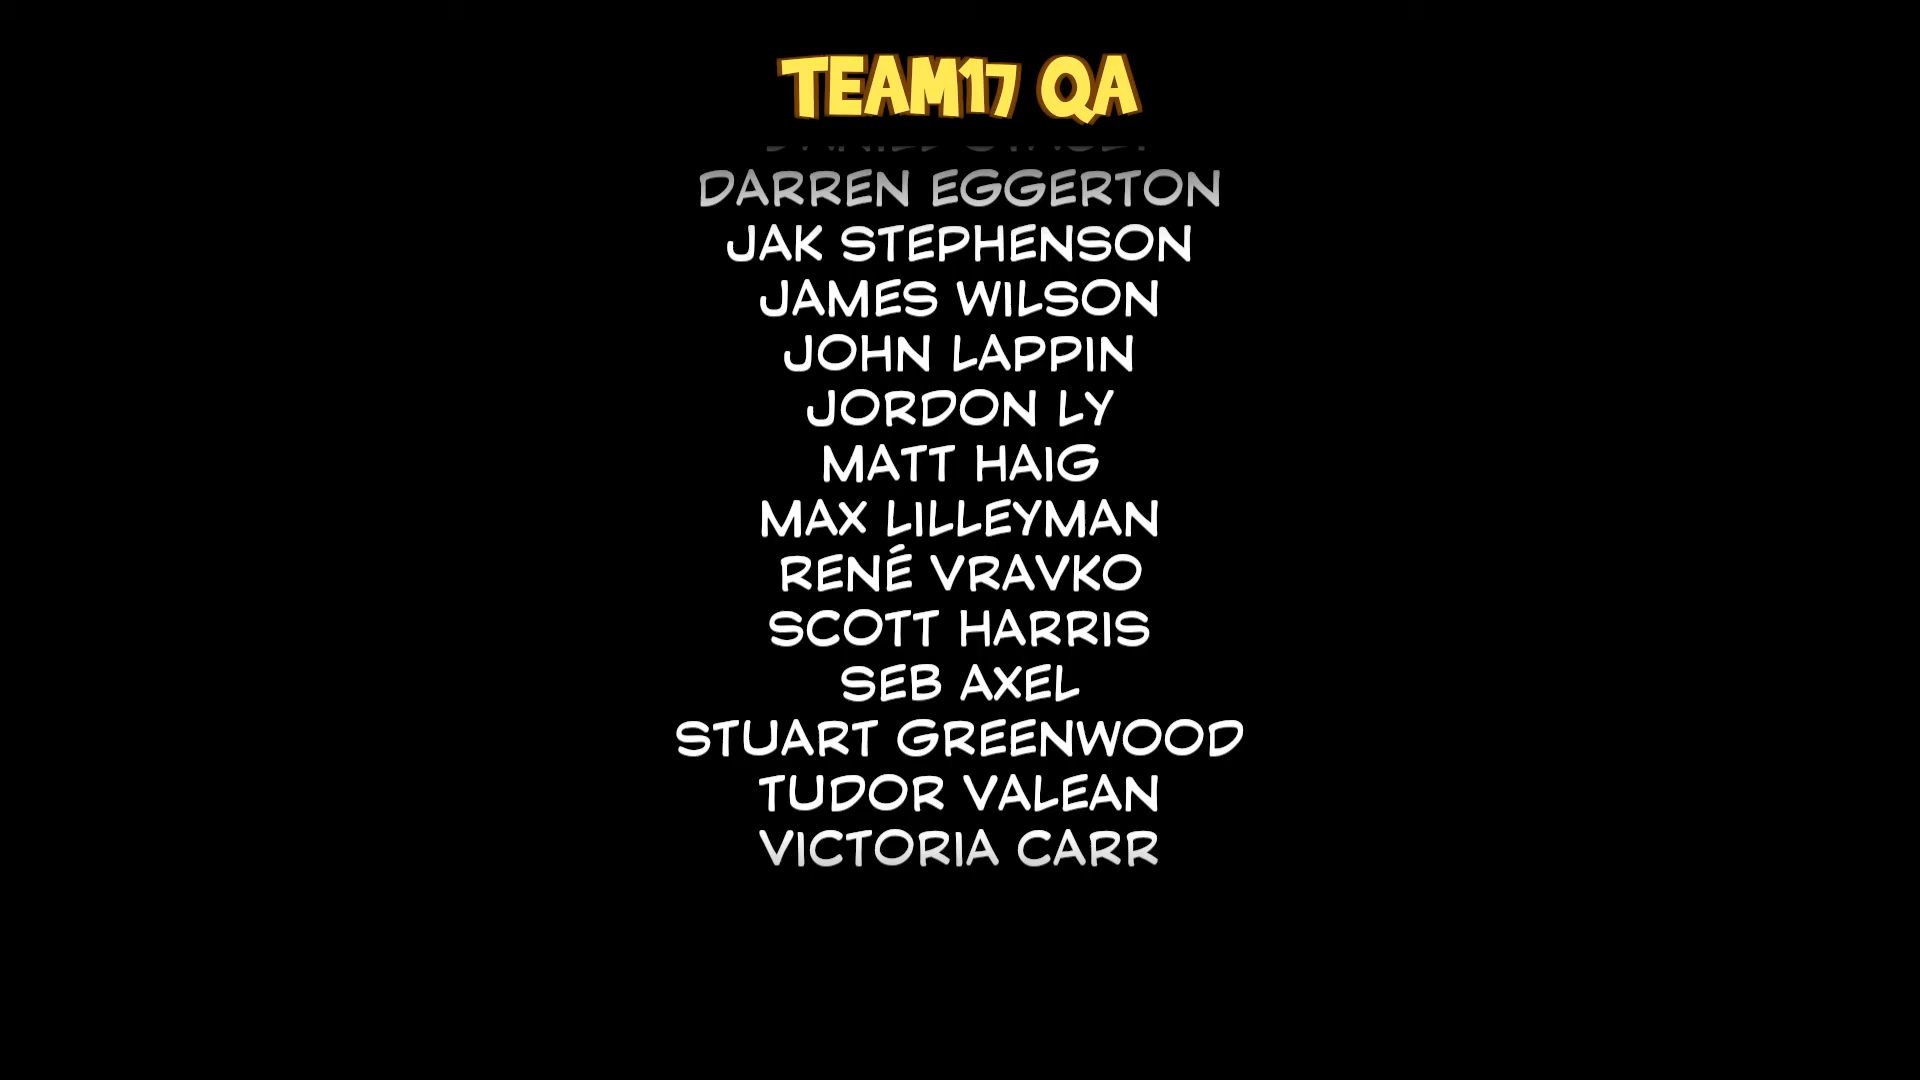 TEAM17 QA
DARREN EGGERTON
JAK STEPHENSON
JAMES WILSON
JOHN LAPPIN
JORDON LY
MATT HAIG
MAX LILLEYMAN
RENÉ VRAVKO
SCOTT HARRIS
SEB AXEL
STUART GREENWOOD
TUDOR VALEAN
VICTORIA CARR